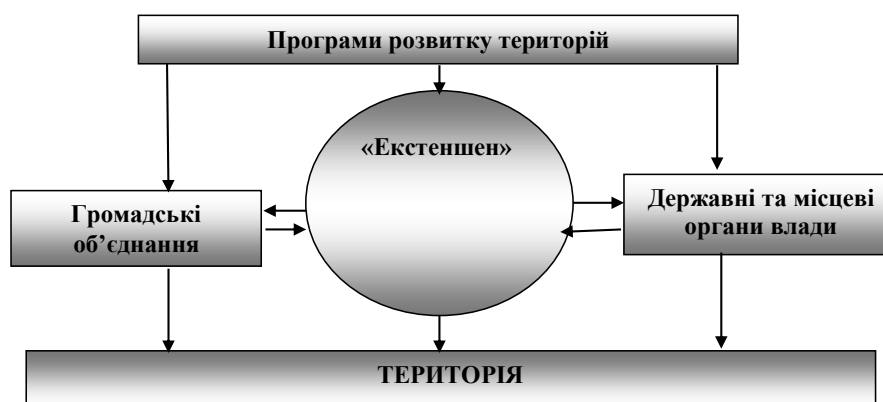 Програми розвитку територій
«Екстеншен»
Громадські
об’єднання
Державні та місцеві
органи влади
ТЕРИТОРІЯ